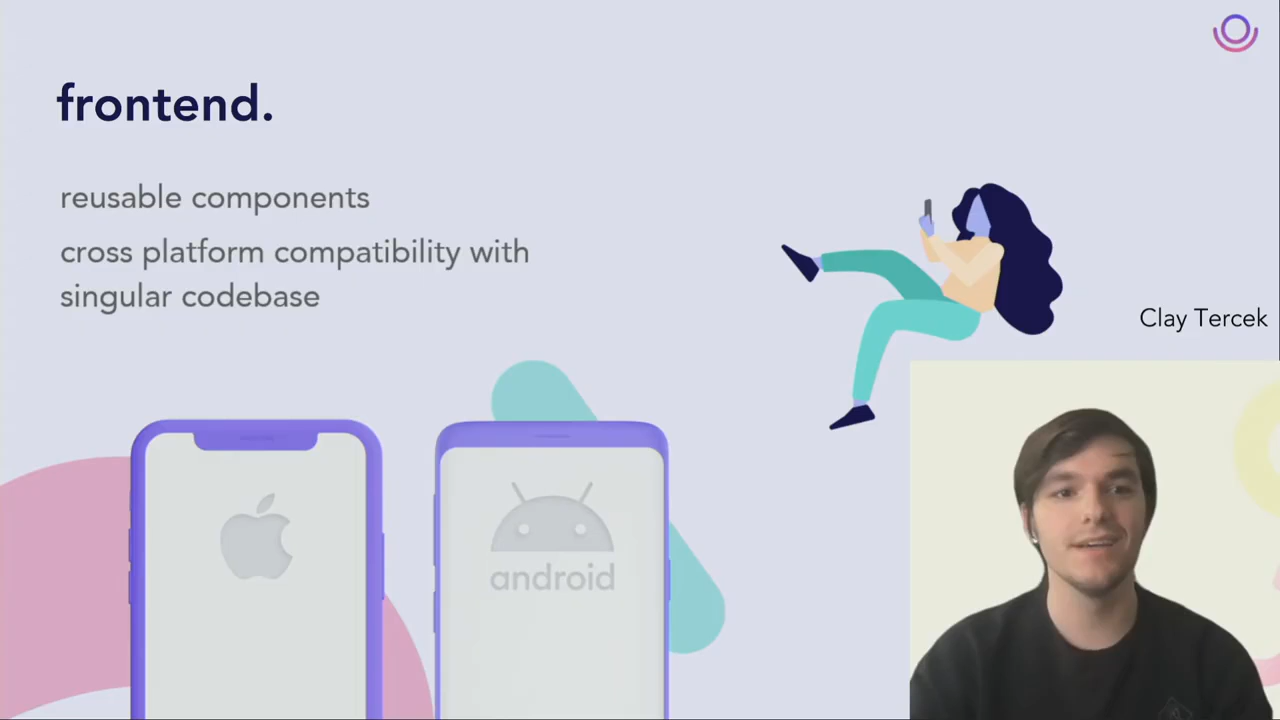 frontend.
reusable components
cross platform compatibility with
singular codebase
Clay Tercek
android